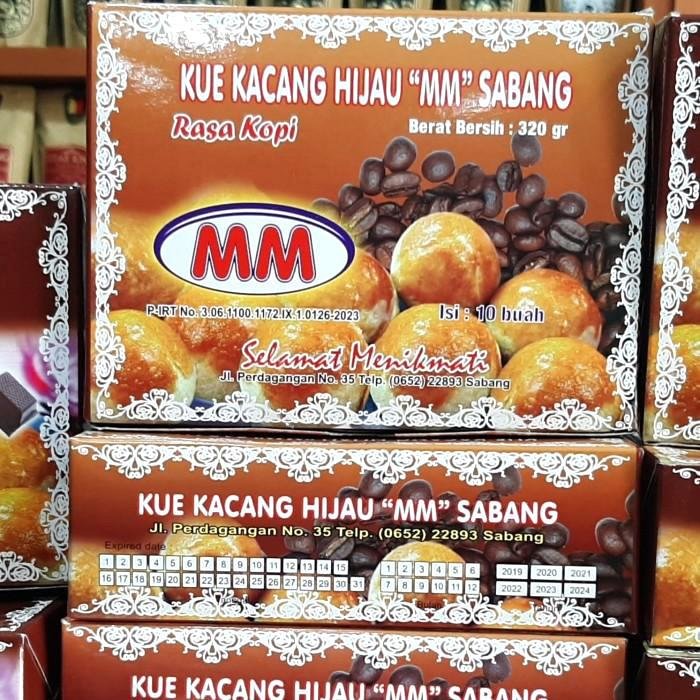 KUE KACANG HIJAU "MM" SABANG
Rasa Kopi
Berat Bersih : 320 gr
MM
P-IRT No. 3.06.1100.1172.IX.1.0126-2023
Isi : 10 buah
Selamat Menikmati
Jl. Perdagangan No. 35 Telp. (0652) 22893 Sabang
KUE KACANG HIJAU "MM" SABANG
Jl. Perdagangan No. 35 Telp. (0652) 22893 Sabang
Expired date
1 2 3 4 5 6 7 8 9 10 11 12 13 14 15 1 2 3 4 5 6 2019 2020 2021
16 17 18 19 20 21 22 23 24 25 26 27 28 29 30 31 7 8 9 10 11 12 2022 2023 2024
KUE KACANG HIJAU "MM" SABANG